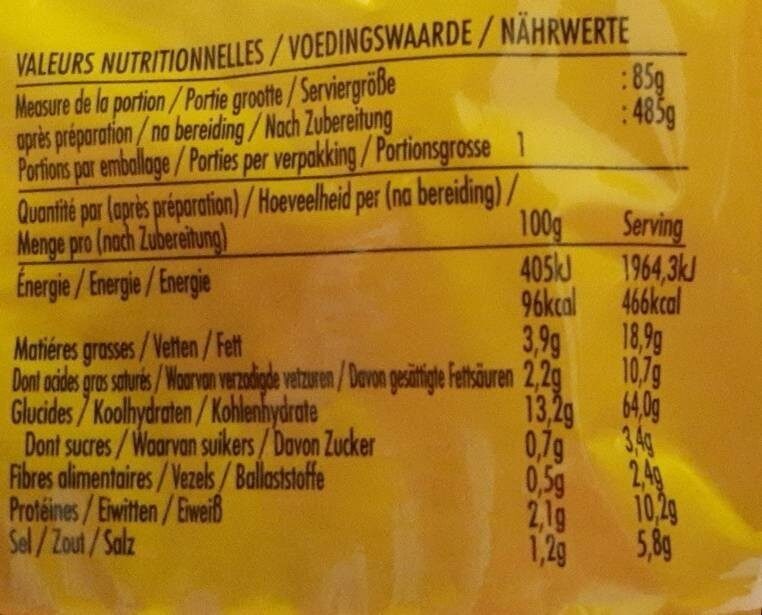 VALEURS NUTRITIONNELLES / VOEDINGSWAARDE / NÄHRWERTE
Measure de la portion / Portie grootte / Serviergröße : 85g
après préparation / na bereiding / Nach Zubereitung : 485g
Portions par emballage / Porties per verpakking / Portionsgrosse 1
Quantité par (après préparation) / Hoeveelheid per (na bereiding) /
Menge pro (nach Zubereitung) 100g Serving
Énergie / Energie / Energie 405kJ 1964,3kJ
96kcal 466kcal
Matiéres grasses / Vetten / Fett 3,9g 18,9g
Dont acides gras saturés / Waarvan verzadigde vetzuren / Davon gesättigte Fettsäuren 2,2g 10,7g
Glucides / Koolhydraten / Kohlenhydrate 13,2g 64,0g
Dont sucres / Waarvan suikers / Davon Zucker 0,7g 3,4g
Fibres alimentaires / Vezels / Ballaststoffe 0,5g 2,4g
Protéines / Eiwitten / Eiweiß 2,1g 10,2g
Sel / Zout / Salz 1,2g 5,8g